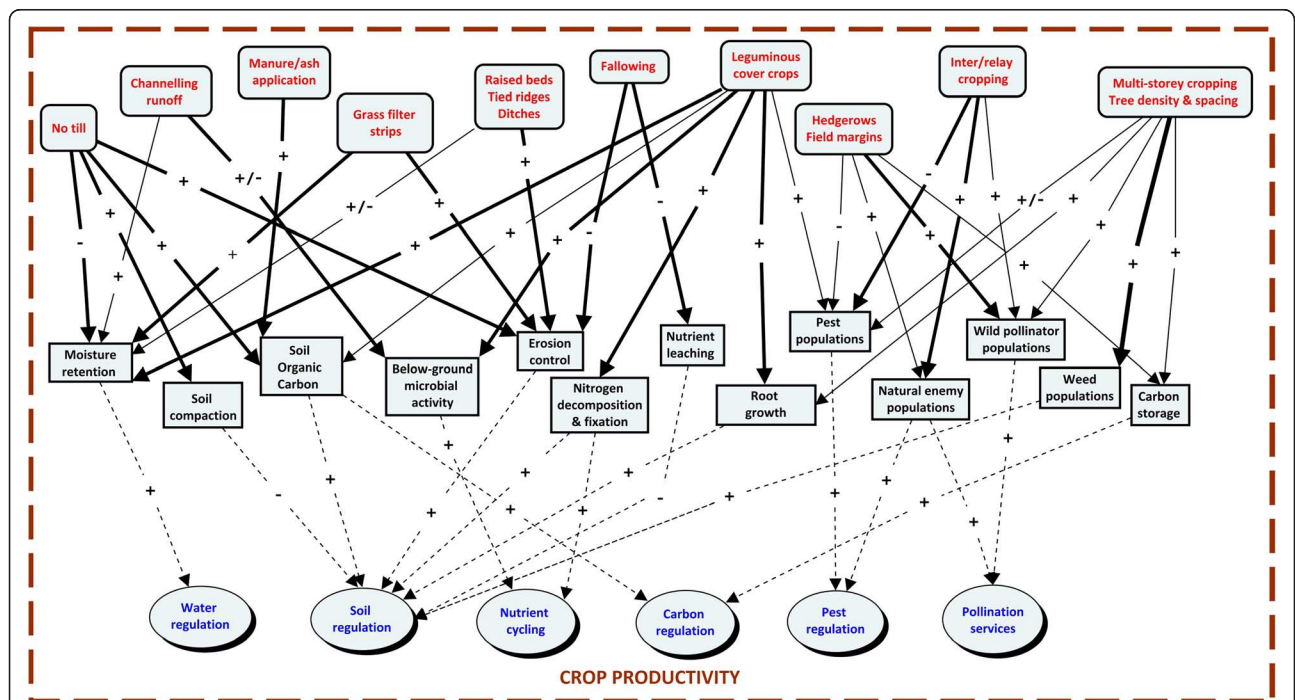 Manure/ash
application
Channelling
runoff
No till
Grass filter
strips
Raised beds
Tied ridges
Ditches
Fallowing
Leguminous
cover crops
Hedgerows
Field margins
Inter/relay
cropping
Multi-storey cropping
Tree density & spacing
-
+
+
+
+
+/-
+
+
+
+/-
+
+
+
-
-
+
+
+
+
+
-
-
+
+
+
+
+
+/-
+
+
+
+
Moisture
retention
Soil
compaction
Soil
Organic
Carbon
Below-ground
microbial
activity
Erosion
control
Nitrogen
decomposition
& fixation
Nutrient
leaching
Root
growth
Pest
populations
Natural enemy
populations
Wild pollinator
populations
Weed
populations
Carbon
storage
+
-
+
+
+
+
+
+
+
-
+
+
+
+
+
+
Water
regulation
Soil
regulation
Nutrient
cycling
Carbon
regulation
Pest
regulation
Pollination
services
CROP PRODUCTIVITY